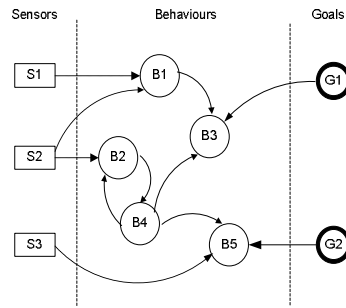 Sensors Behaviours Goals
S1 B1 G1
B3
S2 B2
B4
S3 B5 G2